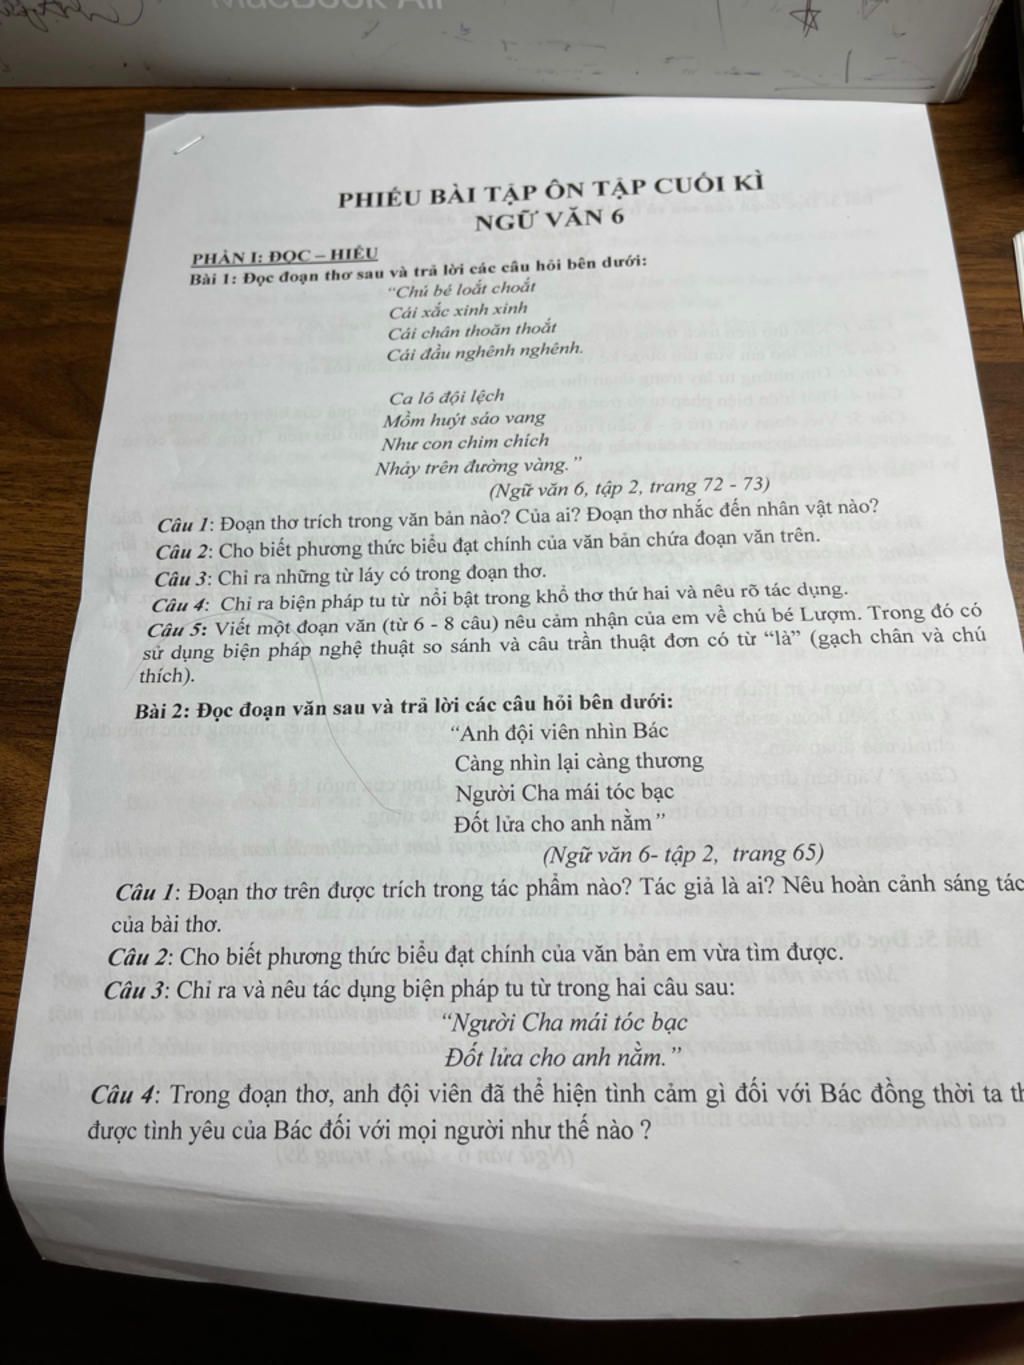 MacBook Air
PHIẾU BÀI TẬP ÔN TẬP CUỐI KÌ
NGỮ VĂN 6
PHẦN I: ĐỌC – HIỂU
Bài 1: Đọc đoạn thơ sau và trả lời các câu hỏi bên dưới:
“Chú bé loắt choắt
Cái xắc xinh xinh
Cái chân thoăn thoắt
Cái đầu nghênh nghênh.
Ca lô đội lệch
Mồm huýt sáo vang
Như con chim chích
Nhảy trên đường vàng.”
(Ngữ văn 6, tập 2, trang 72 - 73)
Câu 1: Đoạn thơ trích trong văn bản nào? Của ai? Đoạn thơ nhắc đến nhân vật nào?
Câu 2: Cho biết phương thức biểu đạt chính của văn bản chứa đoạn văn trên.
Câu 3: Chỉ ra những từ láy có trong đoạn thơ.
Câu 4: Chỉ ra biện pháp tu từ nổi bật trong khổ thơ thứ hai và nêu rõ tác dụng.
Câu 5: Viết một đoạn văn (từ 6 - 8 câu) nêu cảm nhận của em về chú bé Lượm. Trong đó có
sử dụng biện pháp nghệ thuật so sánh và câu trần thuật đơn có từ “là” (gạch chân và chú
thích).
Bài 2: Đọc đoạn văn sau và trả lời các câu hỏi bên dưới:
“Anh đội viên nhìn Bác
Càng nhìn lại càng thương
Người Cha mái tóc bạc
Đốt lửa cho anh nằm”
(Ngữ văn 6- tập 2, trang 65)
Câu 1: Đoạn thơ trên được trích trong tác phẩm nào? Tác giả là ai? Nêu hoàn cảnh sáng tác
của bài thơ.
Câu 2: Cho biết phương thức biểu đạt chính của văn bản em vừa tìm được.
Câu 3: Chỉ ra và nêu tác dụng biện pháp tu từ trong hai câu sau:
“Người Cha mái tóc bạc
Đốt lửa cho anh nằm.”
Câu 4: Trong đoạn thơ, anh đội viên đã thể hiện tình cảm gì đối với Bác đồng thời ta
được tình yêu của Bác đối với mọi người như thế nào ?